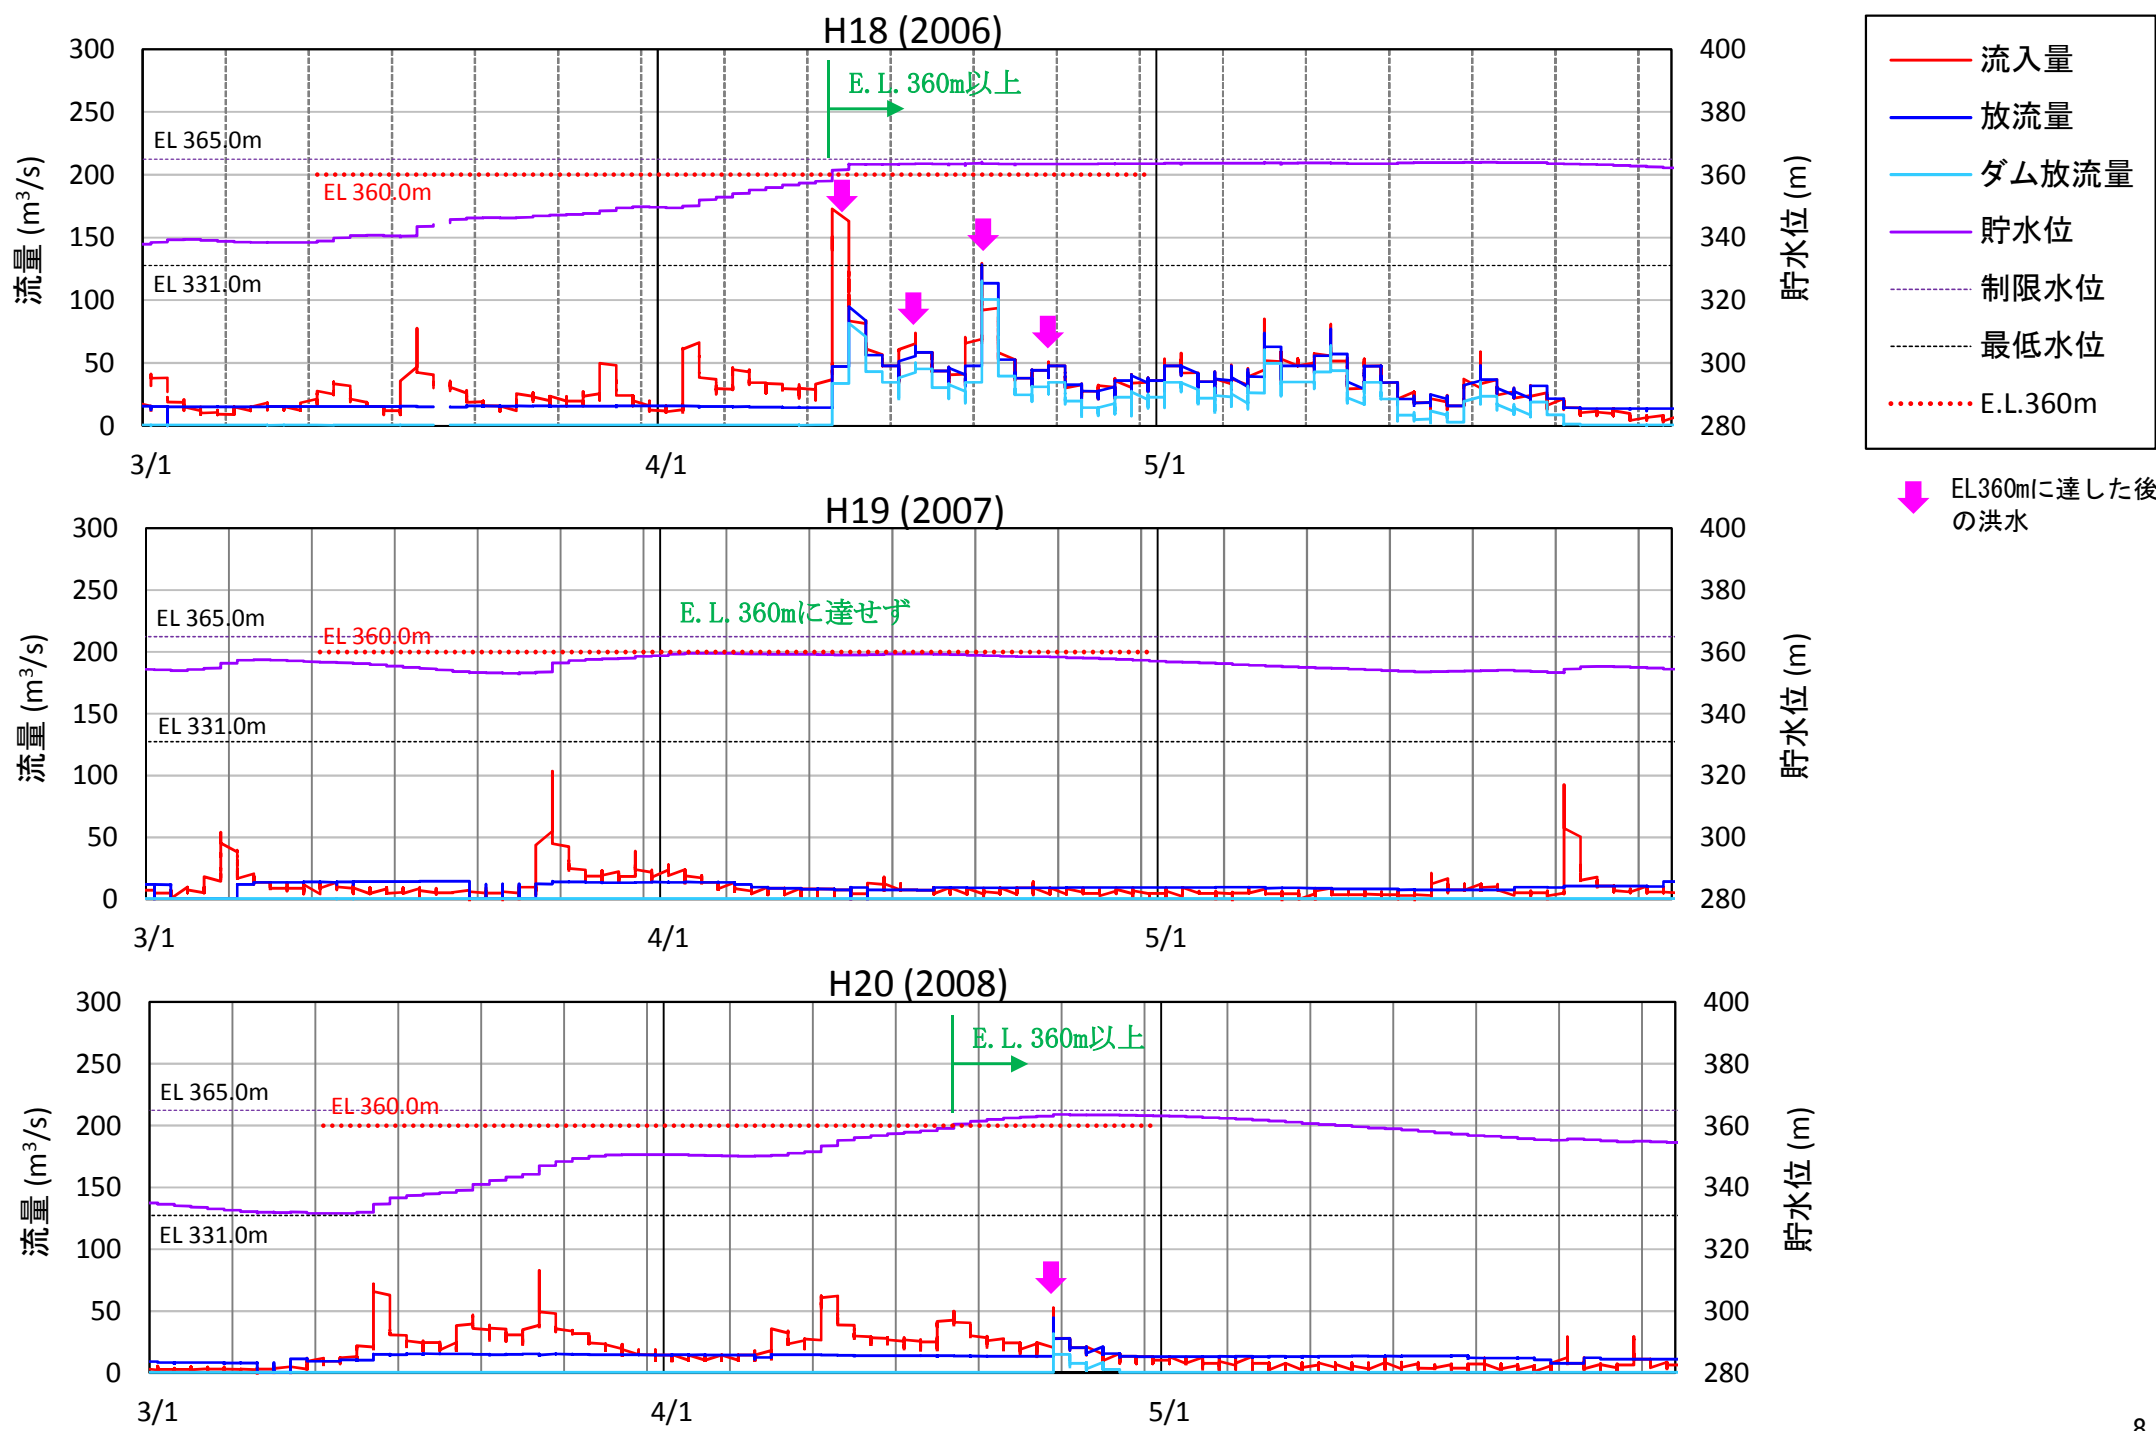 H18 (2006)
300
250
200
150
100
50
0
流量 (m³/s)
400
380
360
340
320
300
280
貯水位 (m)
E.L.360m以上
EL 365.0m
EL 360.0m
EL 331.0m
3/1
4/1
5/1
流入量
放流量
ダム放流量
貯水位
制限水位
最低水位
E.L.360m
EL360mに達した後
の洪水
H19 (2007)
300
250
200
150
100
50
0
流量 (m³/s)
400
380
360
340
320
300
280
貯水位 (m)
E.L.360mに達せず
EL 365.0m
EL 360.0m
EL 331.0m
3/1
4/1
5/1
H20 (2008)
300
250
200
150
100
50
0
流量 (m³/s)
400
380
360
340
320
300
280
貯水位 (m)
E.L.360m以上
EL 365.0m
EL 360.0m
EL 331.0m
3/1
4/1
5/1
8